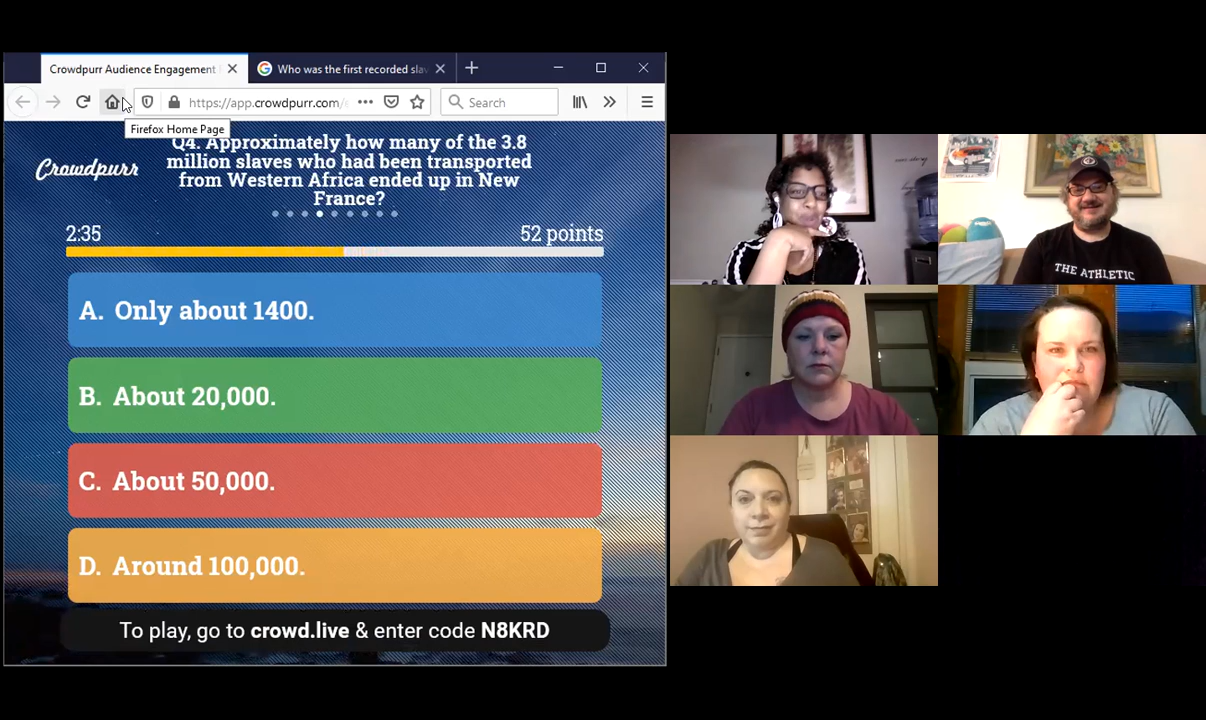 Crowdpurr Audience Engagement
Who was the first recorded slav
https://app.crowdpurr.com/
Search
Firefox Home Page
Crowdpurr
Q4. Approximately how many of the 3.8
million slaves who had been transported
from Western Africa ended up in New
France?
2:35
52 points
A. Only about 1400.
B. About 20,000.
C. About 50,000.
D. Around 100,000.
To play, go to crowd.live & enter code N8KRD
THE ATHLETIC